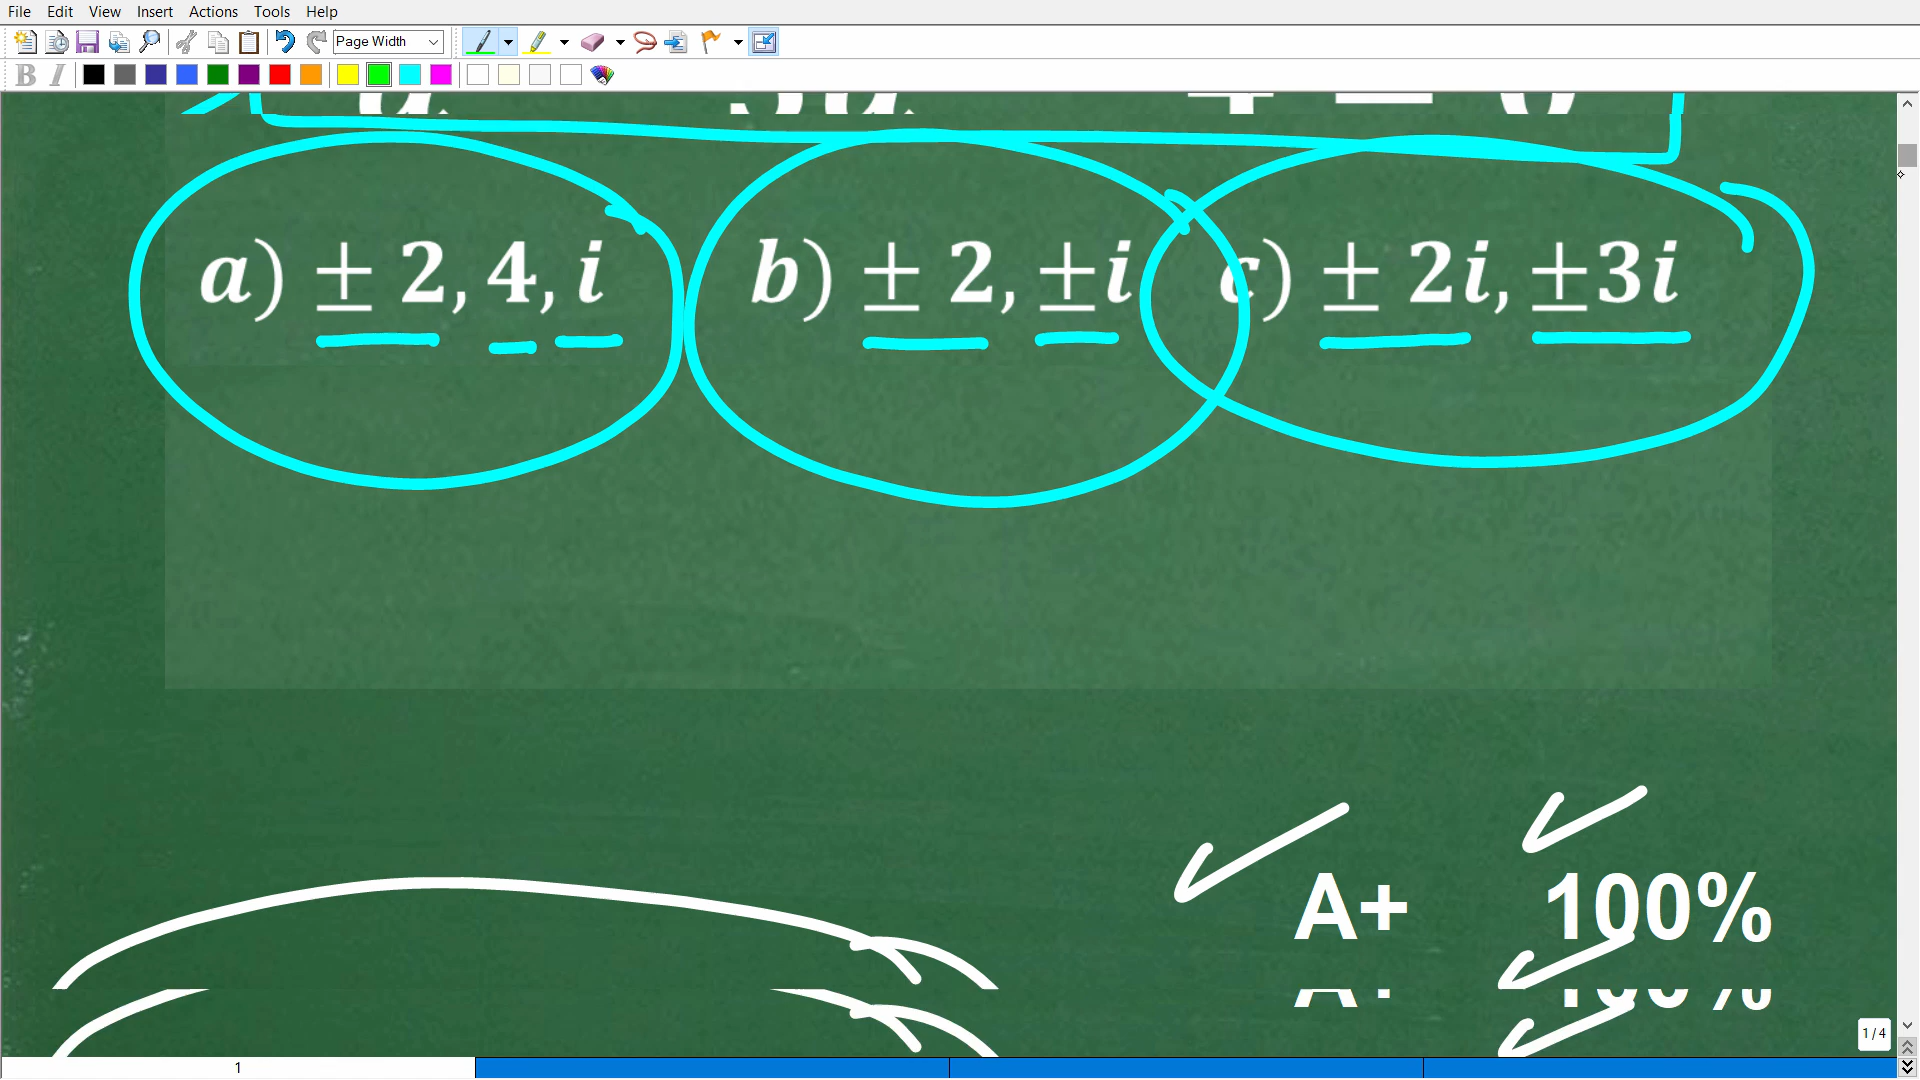 File Edit View Insert Actions Tools Help
Page Width
B I
a) ± 2, 4, i b) ± 2, ±i c) ± 2i, ±3i
A+ 100%
1 / 4
1